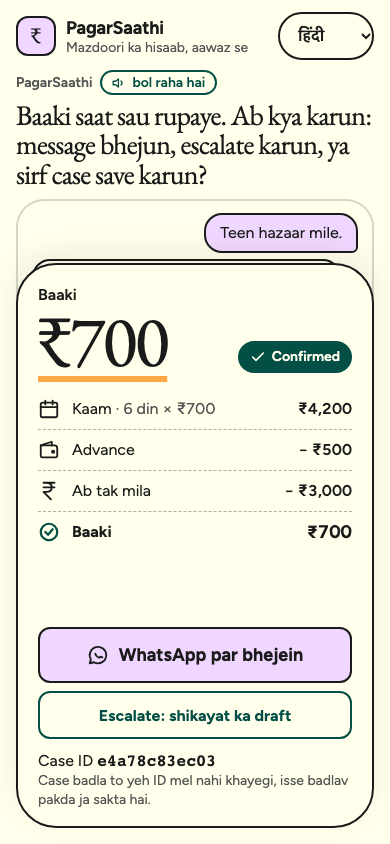 ₹
PagarSaathi
Mazdoori ka hisaab, aawaz se
हिंदी
PagarSaathi
bol raha hai
Baaki saat sau rupaye. Ab kya karun:
message bhejun, escalate karun, ya
sirf case save karun?
Teen hazaar mile.
Baaki
₹700
Confirmed
Kaam · 6 din × ₹700 ₹4,200
Advance − ₹500
₹ Ab tak mila − ₹3,000
Baaki ₹700
WhatsApp par bhejein
Escalate: shikayat ka draft
Case ID e4a78c83ec03
Case badla to yeh ID mel nahi khayegi, isse badlav
pakda ja sakta hai.